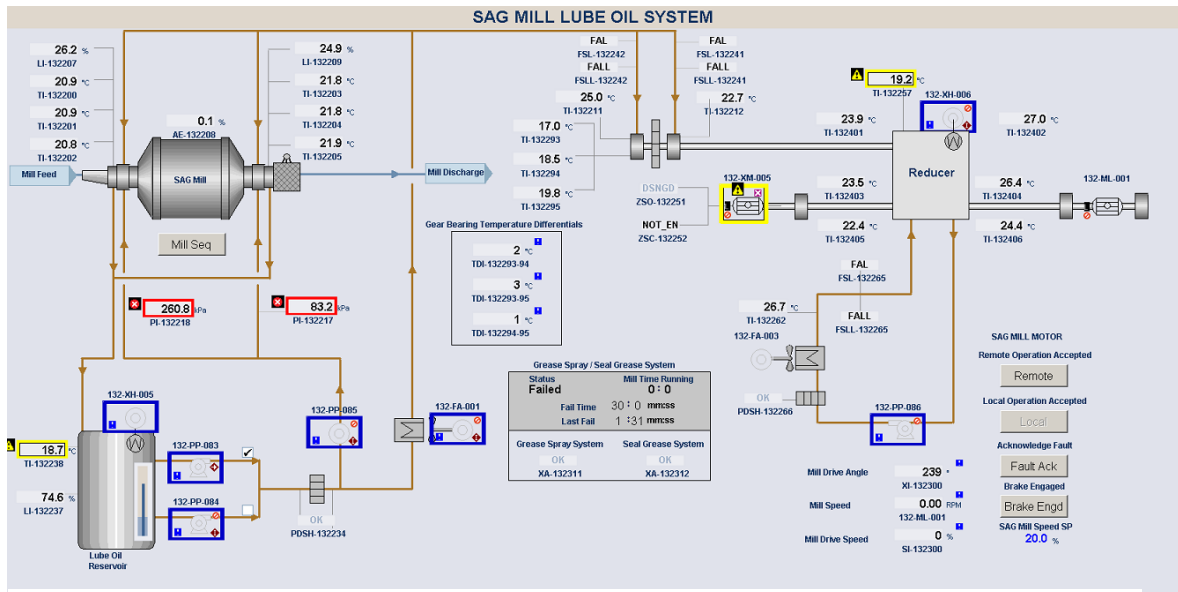 SAG MILL LUBE OIL SYSTEM
26.2 %
LI-132207
20.9 °C
TI-132200
20.9 °C
TI-132201
20.8 °C
TI-132202
24.9 %
LI-132209
21.8 °C
TI-132203
21.8 °C
TI-132204
21.9 °C
TI-132205
0.1 %
AE-132208
Mill Feed
SAG Mill
Mill Discharge
Mill Seq
260.8 kPa
PI-132218
83.2 kPa
PI-132217
FAL
FSL-132242
FALL
FSLL-132242
25.0 °C
TI-132211
FAL
FSL-132241
FALL
FSLL-132241
22.7 °C
TI-132212
17.0 °C
TI-132293
18.5 °C
TI-132294
19.8 °C
TI-132295
DSNGD
ZSO-132251
NOT_EN
ZSC-132252
132-XM-005
19.2 °C
TI-132257
132-XH-006
23.9 °C
TI-132401
27.0 °C
TI-132402
Reducer
23.5 °C
TI-132403
26.4 °C
TI-132404
132-ML-001
22.4 °C
TI-132405
24.4 °C
TI-132406
Gear Bearing Temperature Differentials
2 °C
TDI-132293-94
3 °C
TDI-132293-95
1 °C
TDI-132294-95
FAL
FSL-132265
FALL
FSLL-132265
26.7 °C
TI-132262
132-FA-003
OK
PDSH-132266
132-PP-086
Grease Spray / Seal Grease System
Status
Failed
Mill Time Running
0: 0
Fail Time 30: 0 mm:ss
Last Fail 1 :31 mm:ss
Grease Spray System
OK
XA-132311
Seal Grease System
OK
XA-132312
132-XH-005
18.7 °C
TI-132238
74.6 %
LI-132237
132-PP-083
132-PP-084
132-PP-085
132-FA-001
OK
PDSH-132234
Lube Oil
Reservoir
SAG MILL MOTOR
Remote Operation Accepted
Remote
Local Operation Accepted
Local
Acknowledge Fault
Fault Ack
Brake Engaged
Brake Engd
SAG Mill Speed SP
20.0 %
Mill Drive Angle 239 °
XI-132300
Mill Speed 0.00 RPM
132-ML-001
Mill Drive Speed 0 %
SI-132300